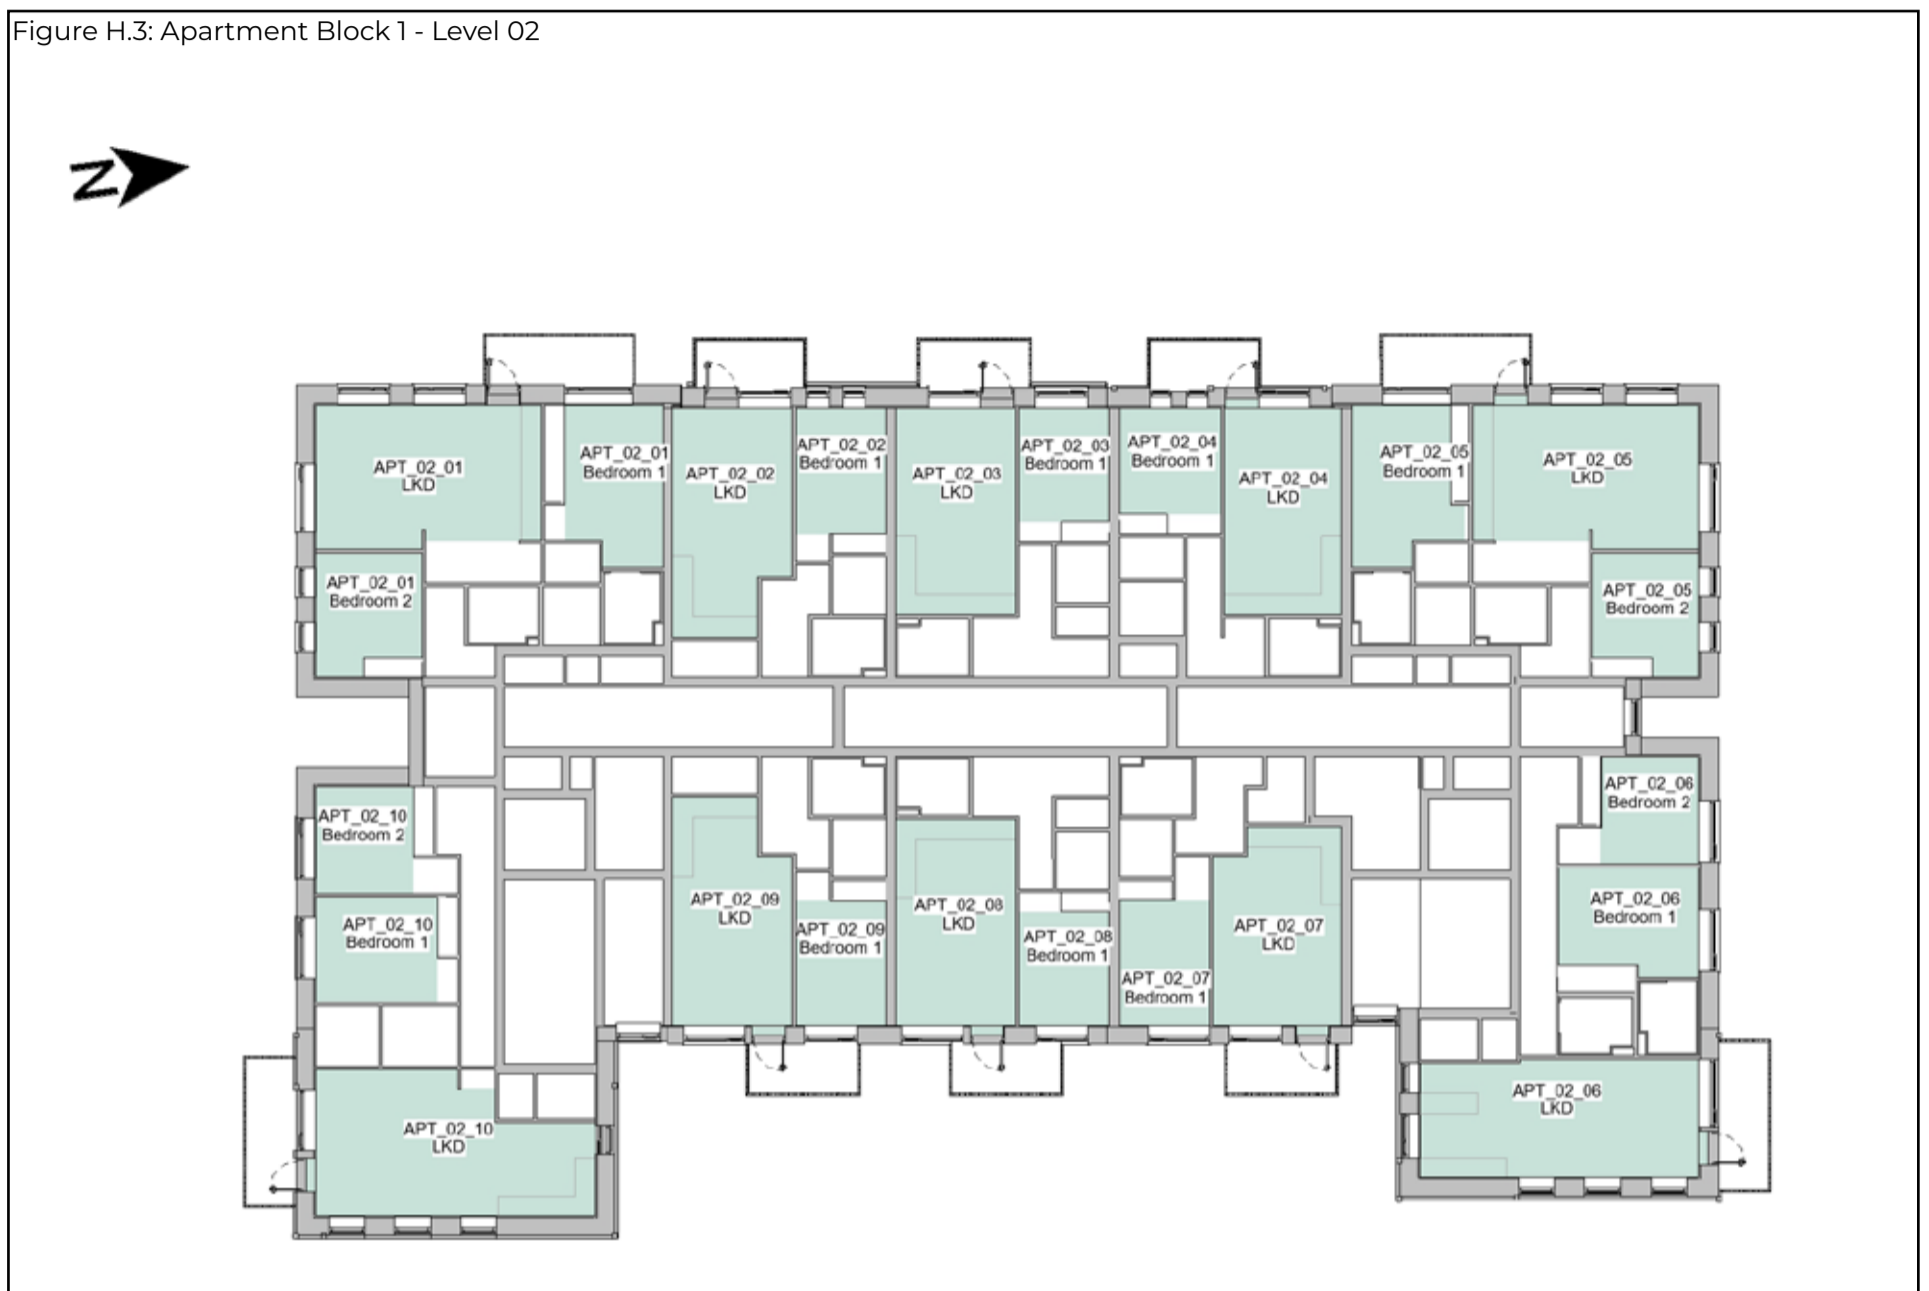 Figure H.3: Apartment Block 1 - Level 02
N
APT_02_01
LKD
APT_02_01
Bedroom 1
APT_02_02
LKD
APT_02_02
Bedroom 1
APT_02_03
LKD
APT_02_03
Bedroom 1
APT_02_04
Bedroom 1
APT_02_04
LKD
APT_02_05
Bedroom 1
APT_02_05
LKD
APT_02_01
Bedroom 2
APT_02_05
Bedroom 2
APT_02_10
Bedroom 2
APT_02_06
Bedroom 2
APT_02_10
Bedroom 1
APT_02_09
LKD
APT_02_09
Bedroom 1
APT_02_08
LKD
APT_02_08
Bedroom 1
APT_02_07
Bedroom 1
APT_02_07
LKD
APT_02_06
Bedroom 1
APT_02_10
LKD
APT_02_06
LKD